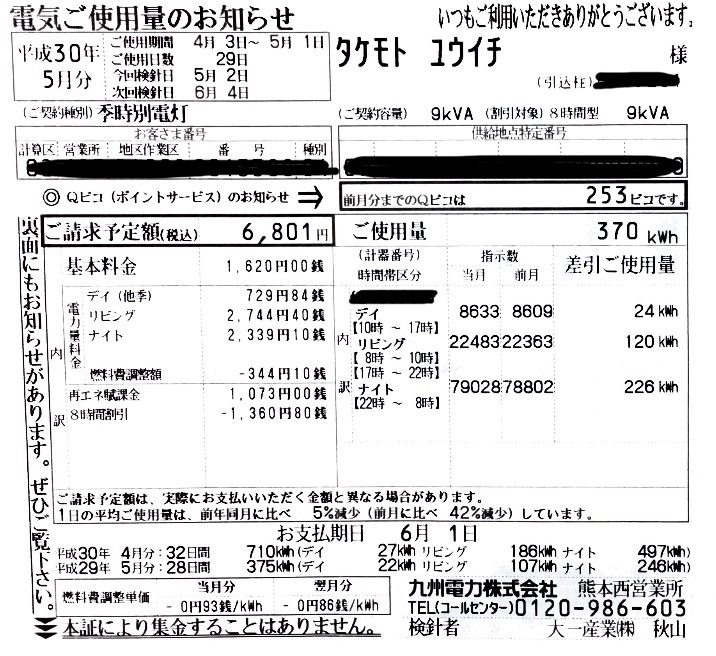 電気ご使用量のお知らせ
いつもご利用いただきありがとうございます。
平成30年
5月分
ご使用期間 4月 3日～ 5月 1日
ご使用日数 29日
今回検針日 5月 2日
次回検針日 6月 4日
タケモト ユウイチ 様
(引込柱)
(ご契約種別) 季時別電灯
(ご契約容量) 9kVA (割引対象) 8時間型 9kVA
お客さま番号
計算区 営業所 地区作業区 番 号 種別
供給地点特定番号
◎ Qピコ (ポイントサービス) のお知らせ ⇒
前月分までのQピコは 253ピコです。
ご請求予定額(税込) 6,801円
基本料金 1,620円00銭
内訳
電力量料金
デイ (他季) 729円84銭
リビング 2,744円40銭
ナイト 2,339円10銭
燃料費調整額 -344円10銭
再エネ賦課金 1,073円00銭
8時間割引 -1,360円80銭
ご使用量 370 kWh
(計器番号)
時間帯区分
指示数
当月 前月
差引ご使用量
内訳
デイ 8633 8609 24 kWh
【10時 ～ 17時】
リビング 22483 22363 120 kWh
【 8時 ～ 10時】
【17時 ～ 22時】
ナイト 79028 78802 226 kWh
【22時 ～ 8時】
ご請求予定額は、実際にお支払いいただく金額と異なる場合があります。
1日の平均ご使用量は、前年同月に比べ 5%減少 (前月に比べ 42%減少) しています。
お支払期日 6月 1日
平成30年 4月分:32日間 710kWh(デイ 27kWh リビング 186kWh ナイト 497kWh)
平成29年 5月分:28日間 375kWh(デイ 22kWh リビング 107kWh ナイト 246kWh)
燃料費調整単価
当月分 翌月分
- 0円93銭/kWh - 0円86銭/kWh
九州電力株式会社 熊本西営業所
TEL(コールセンター)0120-986-603
検針者 大一産業㈱ 秋山
本証により集金することはありません。
裏面にもお知らせがあります。ぜひご覧下さい。